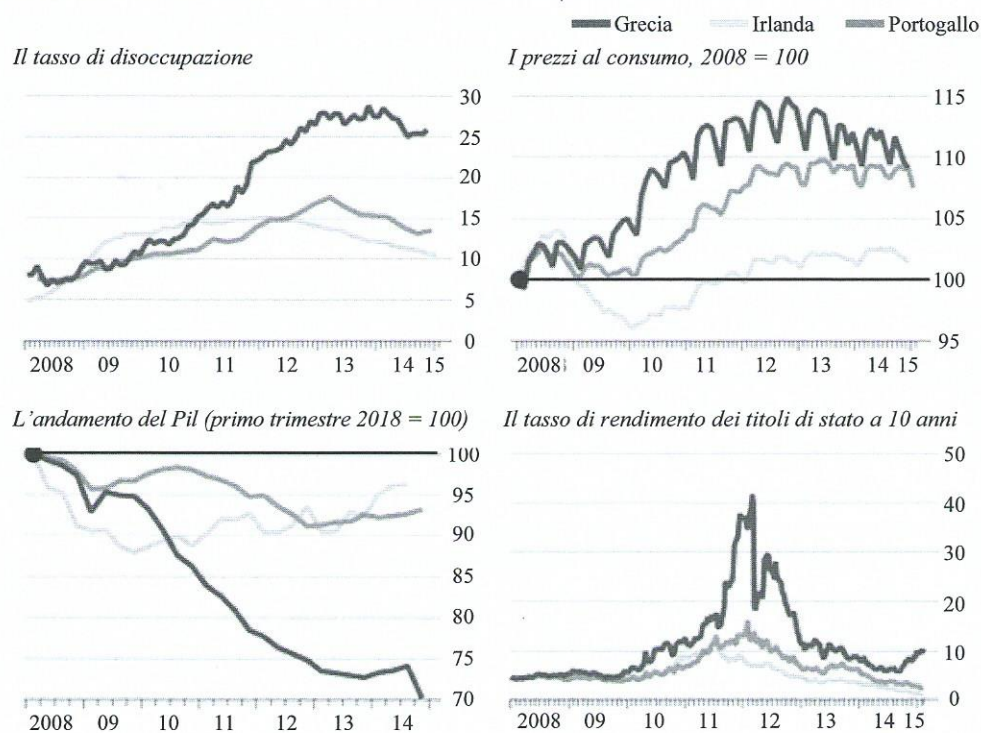 Grecia Irlanda Portogallo
Il tasso di disoccupazione
30
25
20
15
10
5
0
2008 09 10 11 12 13 14 15
I prezzi al consumo, 2008 = 100
115
110
105
100
95
2008 09 10 11 12 13 14 15
L'andamento del Pil (primo trimestre 2018 = 100)
100
95
90
85
80
75
70
2008 09 10 11 12 13 14
Il tasso di rendimento dei titoli di stato a 10 anni
50
40
30
20
10
0
2008 09 10 11 12 13 14 15